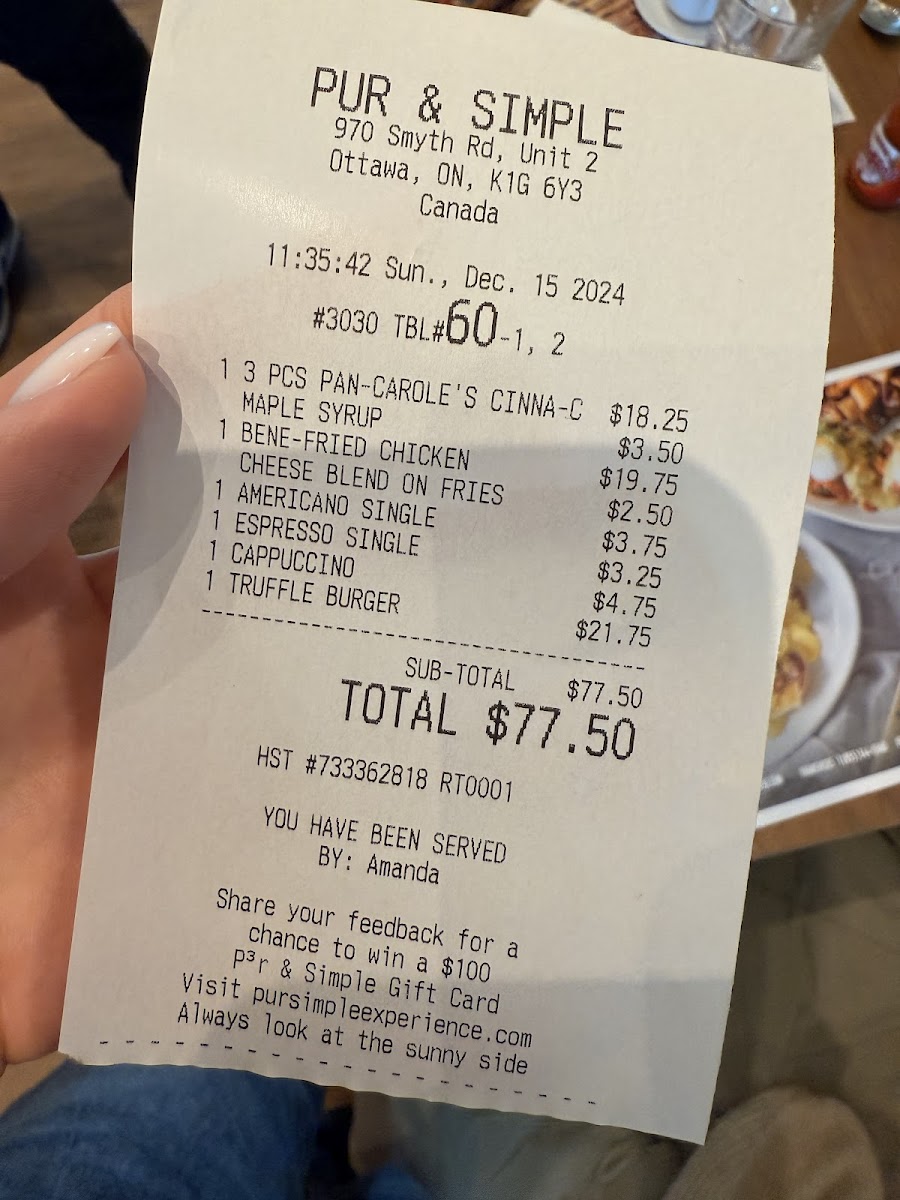 PUR & SIMPLE
970 Smyth Rd, Unit 2
Ottawa, ON, K1G 6Y3
Canada
11:35:42 Sun., Dec. 15 2024
#3030 TBL#60-1, 2
1 3 PCS PAN-CAROLE'S CINNA-C $18.25
MAPLE SYRUP $3.50
1 BENE-FRIED CHICKEN $19.75
CHEESE BLEND ON FRIES $2.50
1 AMERICANO SINGLE $3.75
1 ESPRESSO SINGLE $3.25
1 CAPPUCCINO $4.75
1 TRUFFLE BURGER $21.75
SUB-TOTAL $77.50
TOTAL $77.50
HST #733362818 RT0001
YOU HAVE BEEN SERVED
BY: Amanda
Share your feedback for a
chance to win a $100
p³r & Simple Gift Card
Visit pursimpleexperience.com
Always look at the sunny side